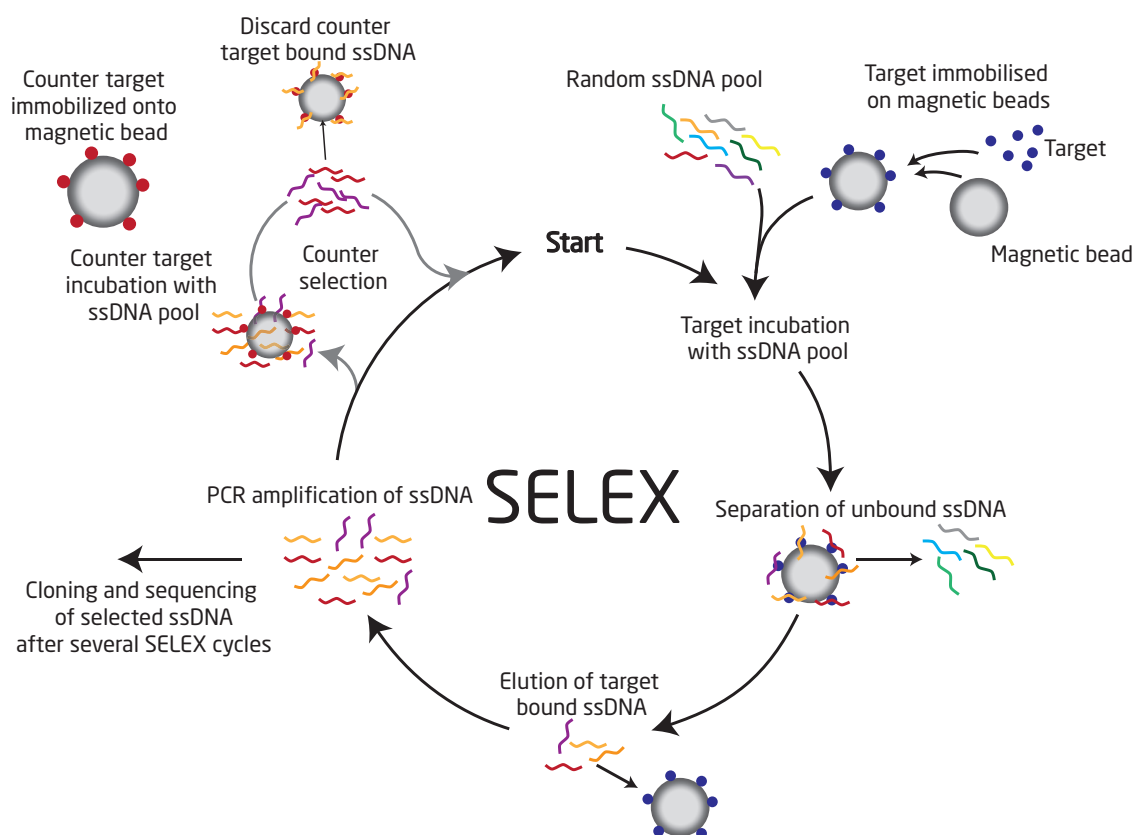 Discard counter
target bound ssDNA
Counter target
immobilized onto
magnetic bead
Random ssDNA pool
Target immobilised
on magnetic beads
Target
Magnetic bead
Start
Counter target
incubation with
ssDNA pool
Counter
selection
Target incubation
with ssDNA pool
SELEX
PCR amplification of ssDNA
Separation of unbound ssDNA
Cloning and sequencing
of selected ssDNA
after several SELEX cycles
Elution of target
bound ssDNA